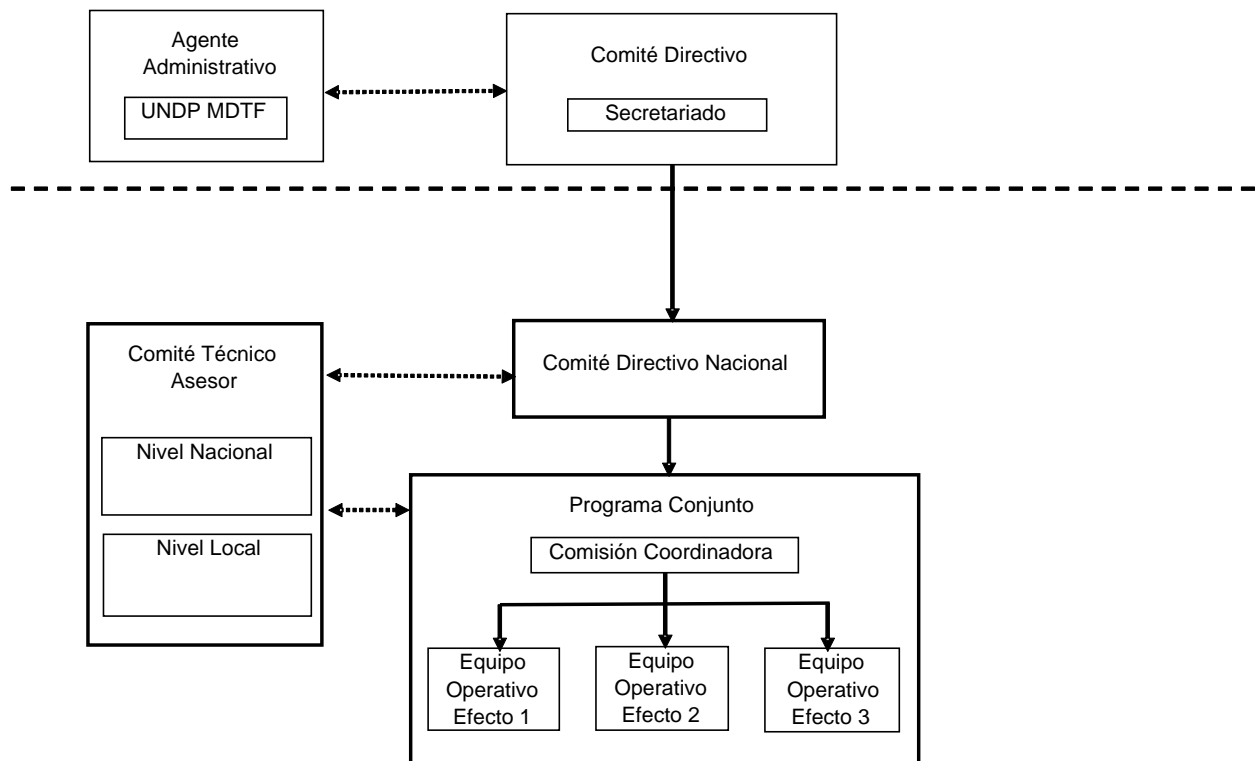 Agente
Administrativo
UNDP MDTF
Comité Directivo
Secretariado
Comité Técnico
Asesor
Nivel Nacional
Nivel Local
Comité Directivo Nacional
Programa Conjunto
Comisión Coordinadora
Equipo
Operativo
Efecto 1
Equipo
Operativo
Efecto 2
Equipo
Operativo
Efecto 3